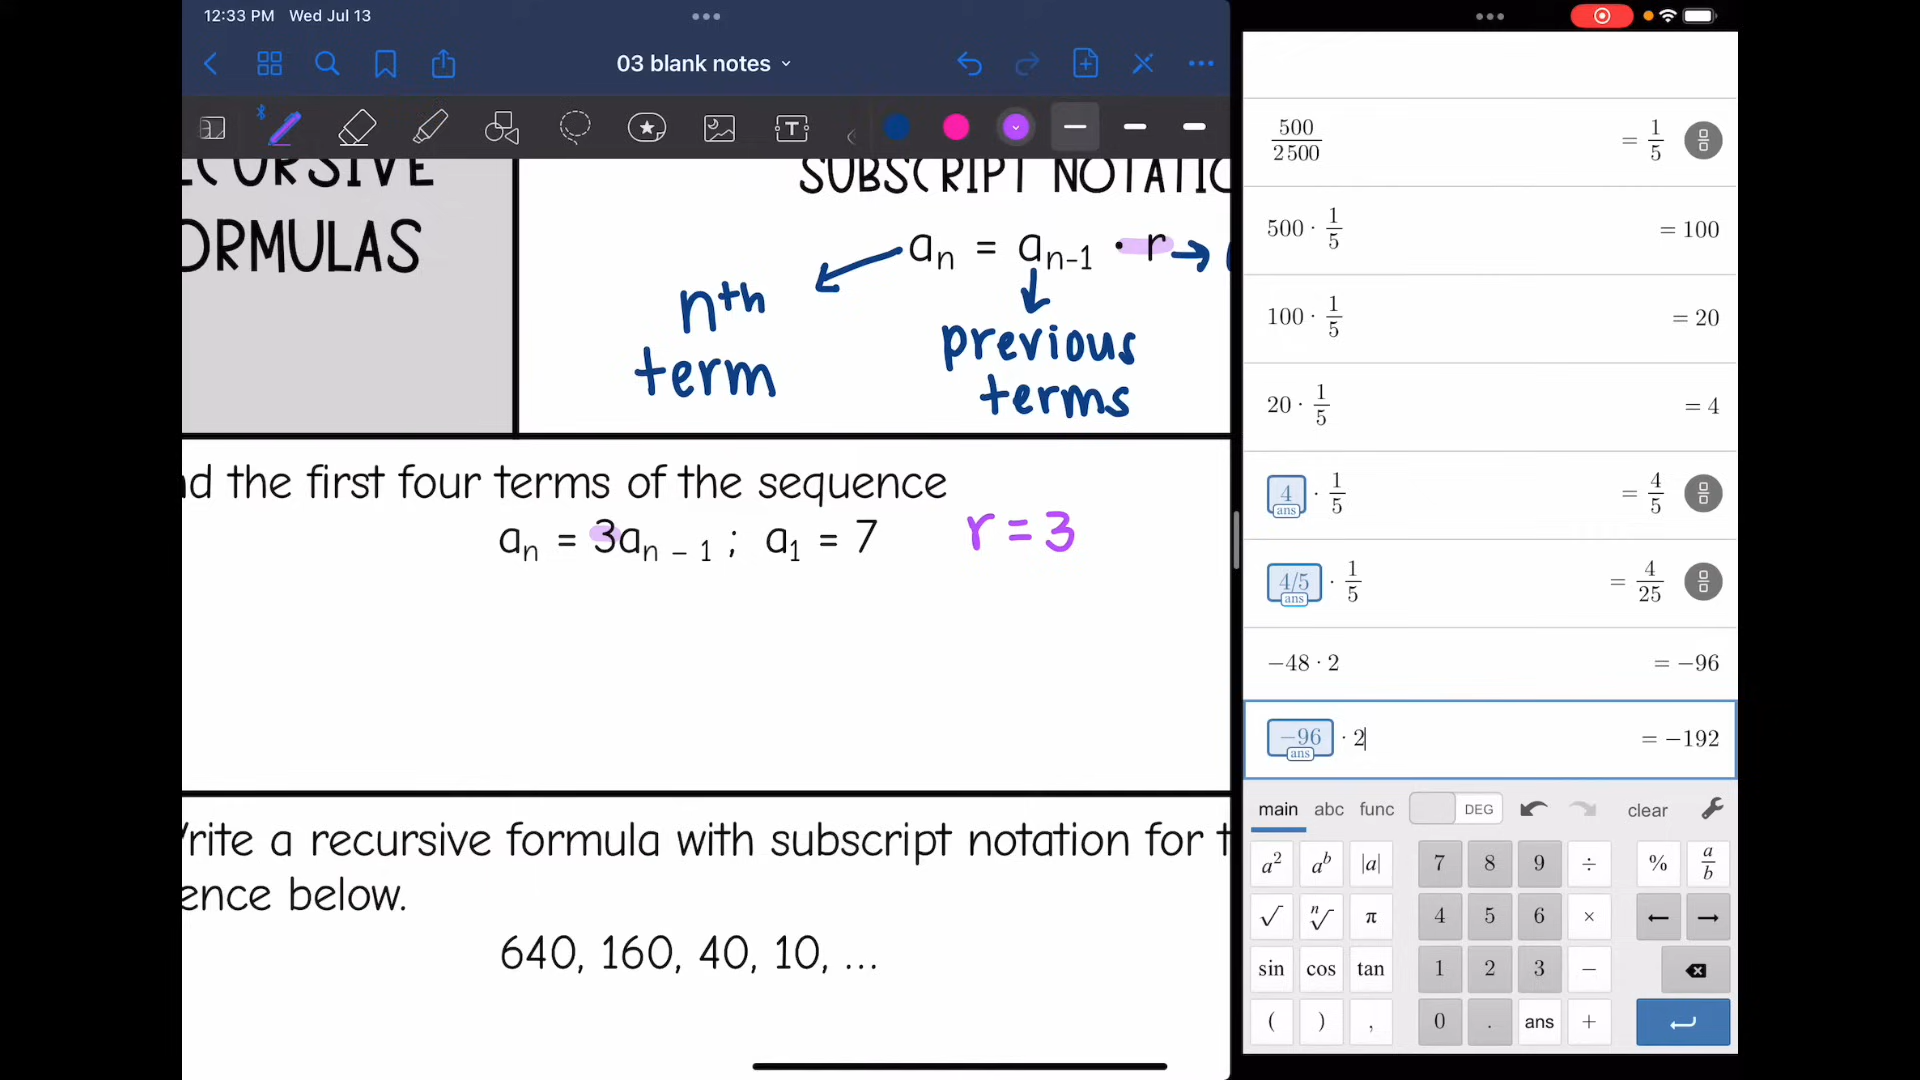 12:33 PM Wed Jul 13
03 blank notes
ECURSIVE
ORMULAS
SUBSCRIPT NOTATIO
aₙ = aₙ₋₁ · r
nᵗʰ
term
previous
terms
nd the first four terms of the sequence
aₙ = 3aₙ ₋ ₁ ; a₁ = 7
r = 3
Write a recursive formula with subscript notation for t
ence below.
640, 160, 40, 10, ...
500/2500 = 1/5
500 · 1/5 = 100
100 · 1/5 = 20
20 · 1/5 = 4
4 ans · 1/5 = 4/5
4/5 ans · 1/5 = 4/25
−48 · 2 = −96
−96 ans · 2 = −192
main abc func DEG clear
a² aᵇ |a| 7 8 9 ÷ % a/b
√ ⁿ√ π 4 5 6 × ← →
sin cos tan 1 2 3 −
( ) , 0 . ans +